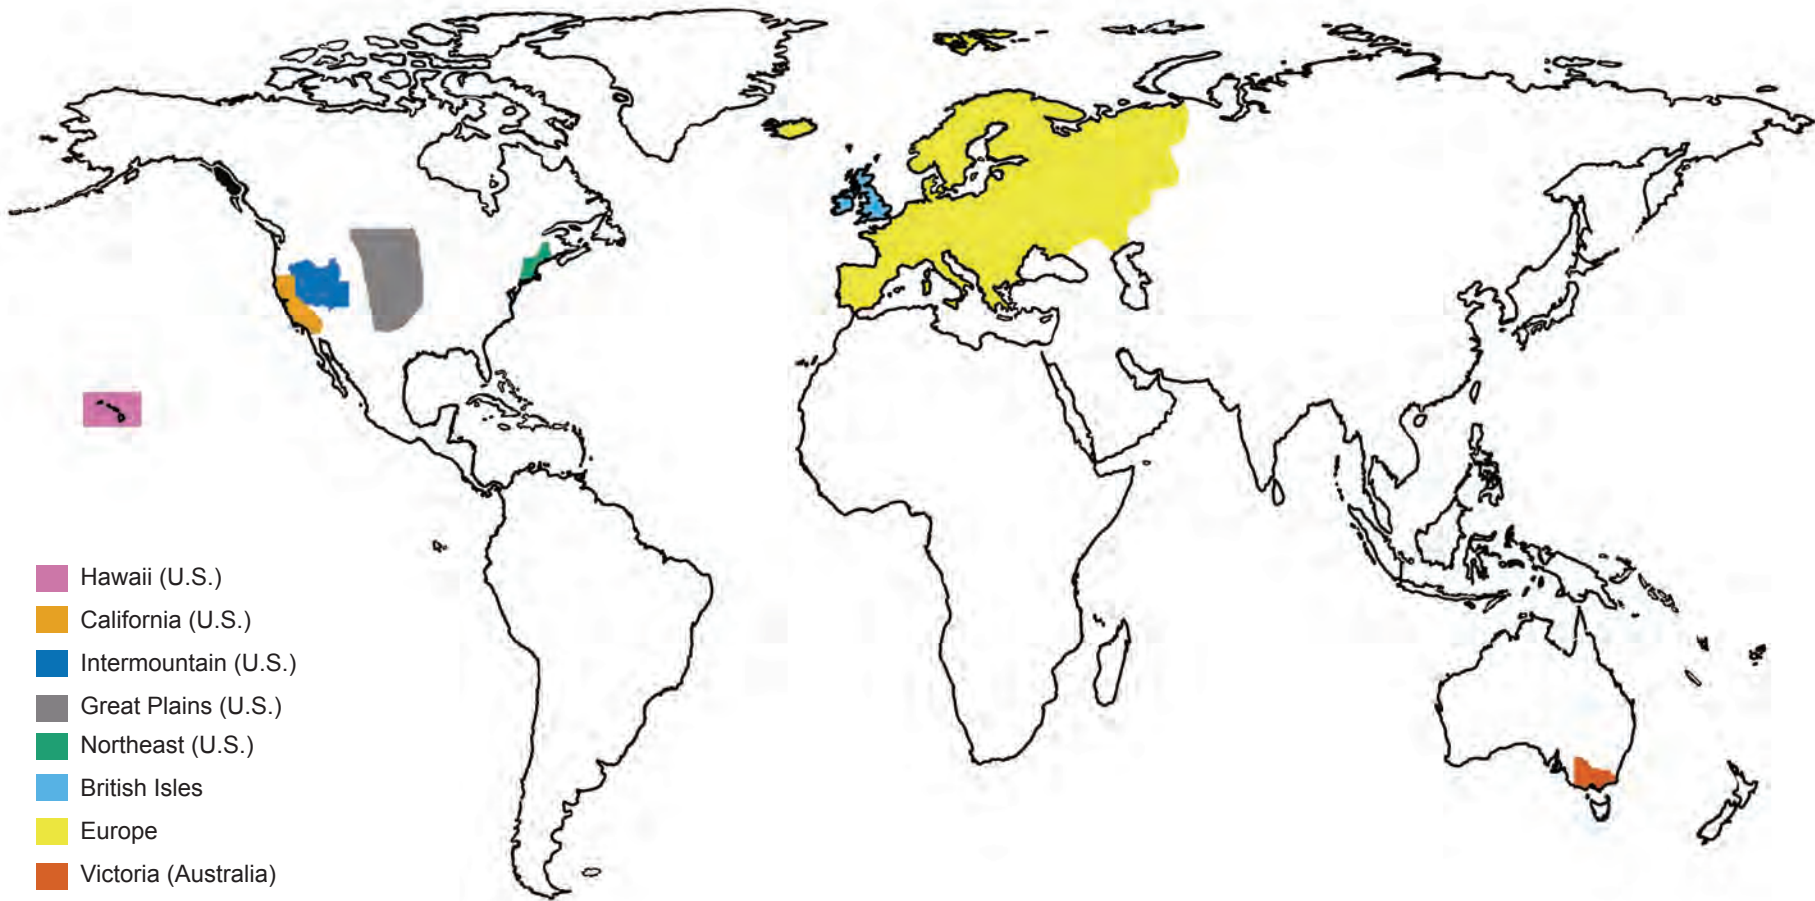 Hawaii (U.S.)
California (U.S.)
Intermountain (U.S.)
Great Plains (U.S.)
Northeast (U.S.)
British Isles
Europe
Victoria (Australia)